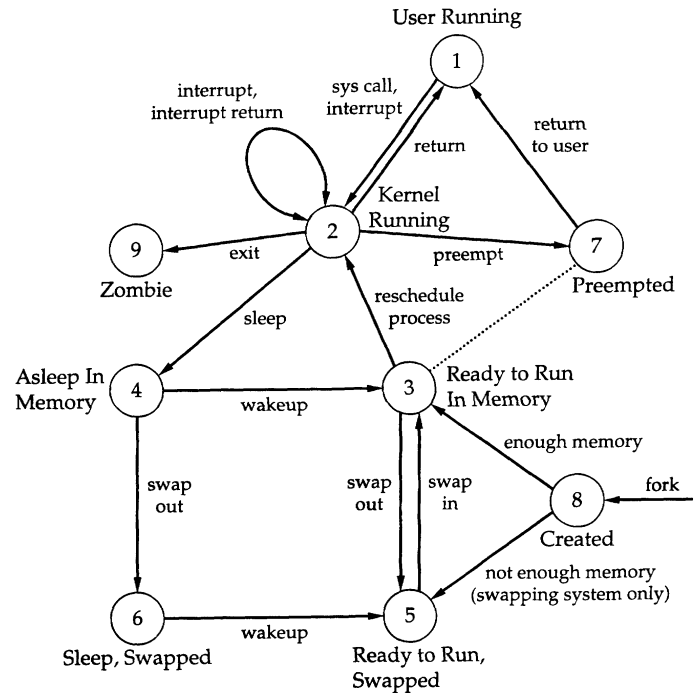 User Running
1
interrupt,
interrupt return
sys call,
interrupt
return
return
to user
Kernel
Running
2
9
exit
Zombie
preempt
7
Preempted
sleep
reschedule
process
Asleep In
Memory
4
wakeup
3
Ready to Run
In Memory
enough memory
swap
out
swap
out
swap
in
8
fork
Created
not enough memory
(swapping system only)
6
wakeup
5
Sleep, Swapped
Ready to Run,
Swapped